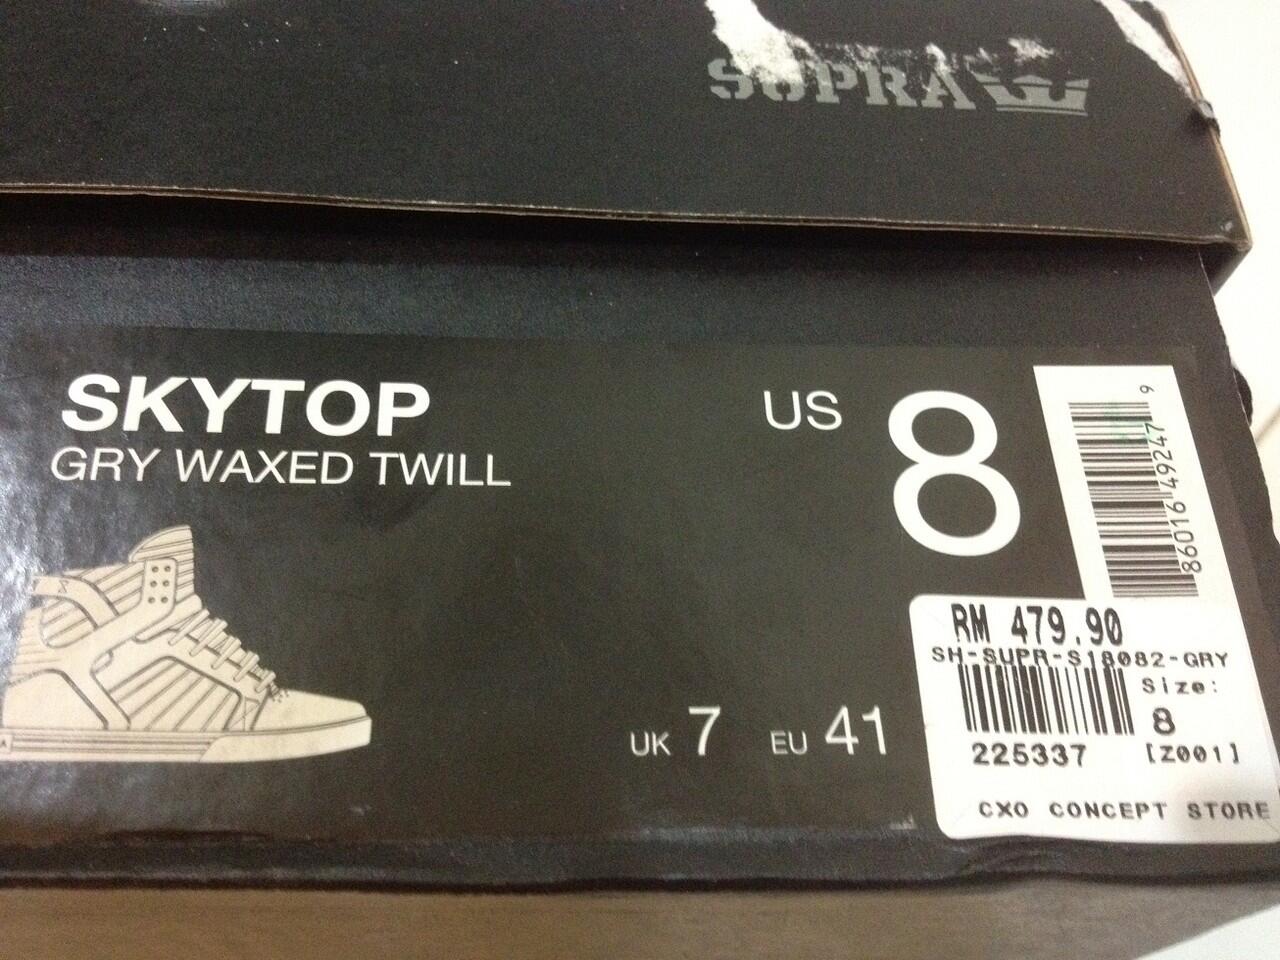 SUPRA
SKYTOP
GRY WAXED TWILL
US 8
UK 7 EU 41
86016 49247 9
RM 479.90
SH-SUPR-S18082-GRY
Size:
8
225337 [Z001]
CXO CONCEPT STORE